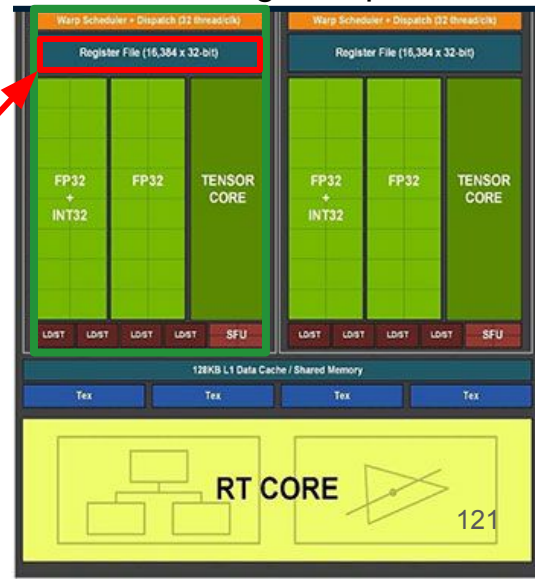 Warp Scheduler + Dispatch (32 thread/clk) Warp Scheduler + Dispatch (32 thread/clk)
Register File (16,384 x 32-bit) Register File (16,384 x 32-bit)
FP32 FP32 TENSOR FP32 FP32 TENSOR
+ CORE + CORE
INT32 INT32
LD/ST LD/ST LD/ST LD/ST SFU LD/ST LD/ST LD/ST LD/ST SFU
128KB L1 Data Cache / Shared Memory
Tex Tex Tex Tex
RT CORE
121